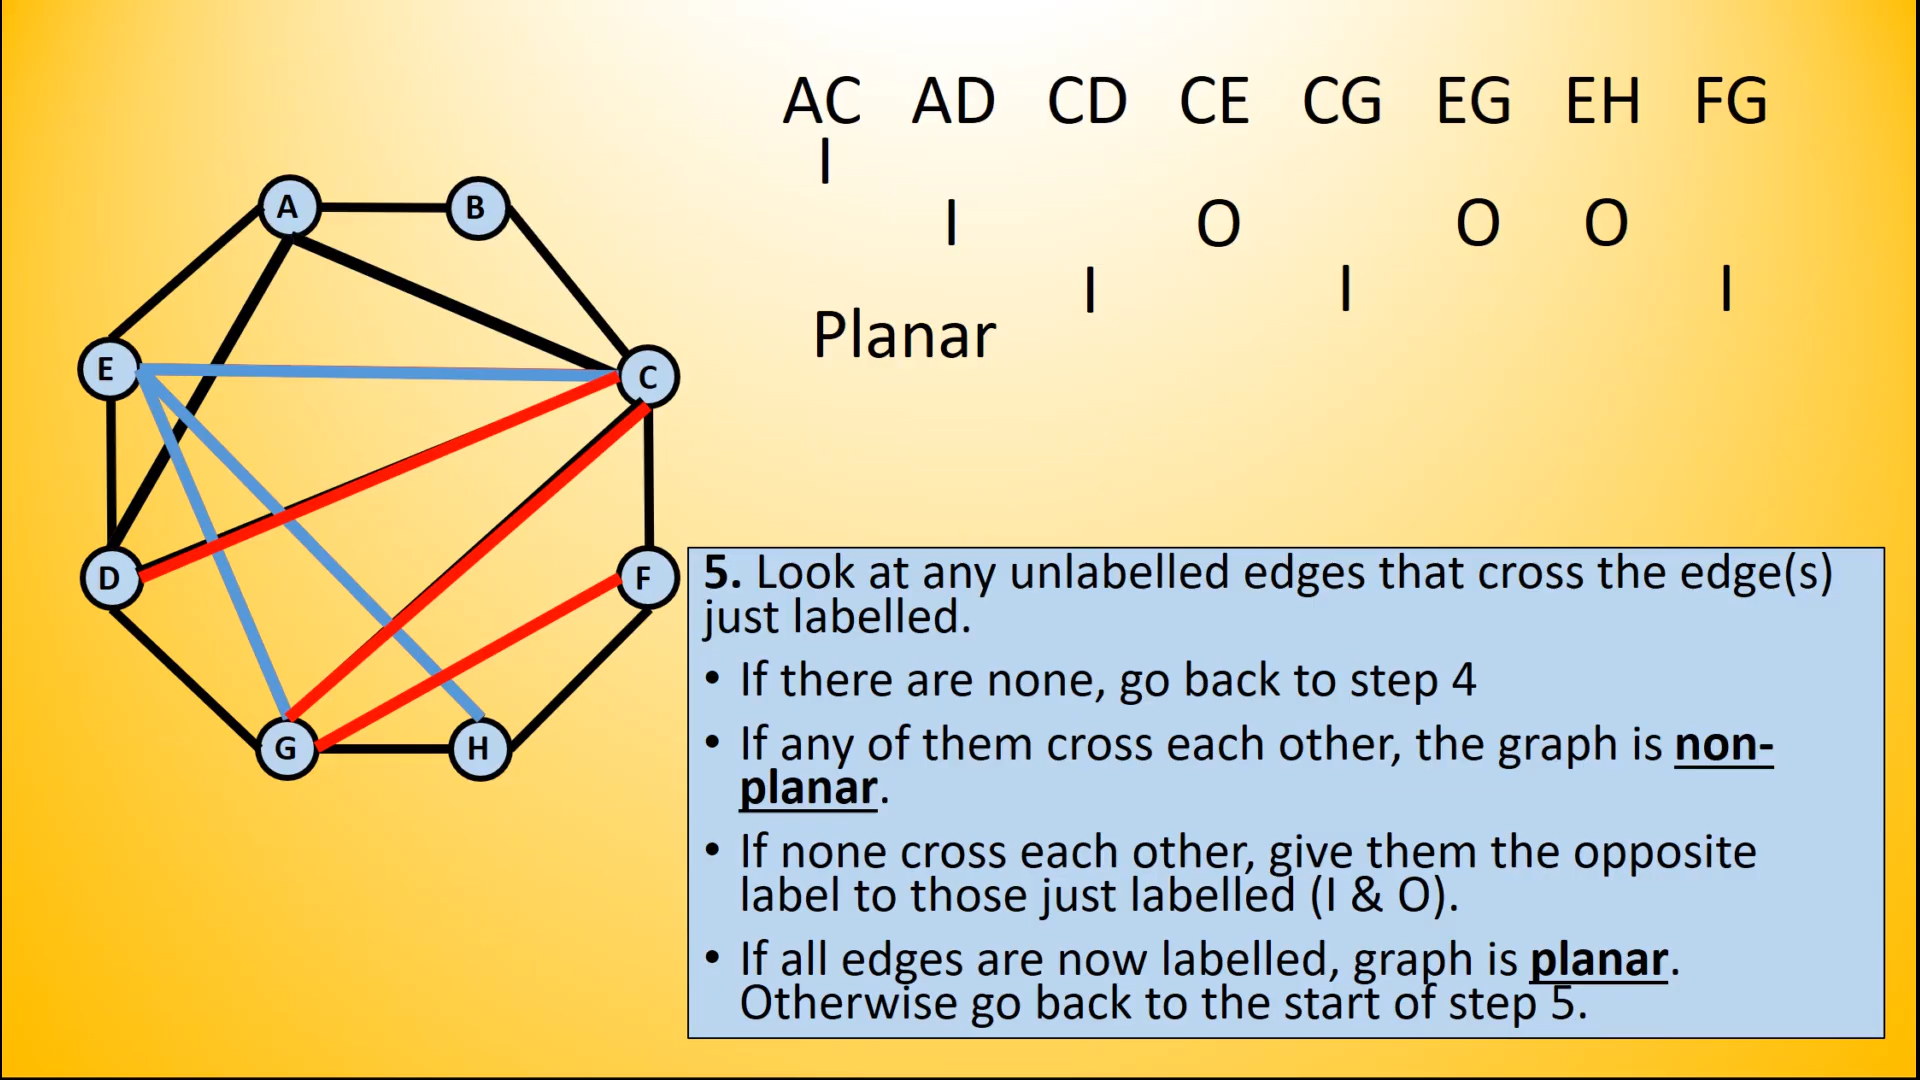 AC AD CD CE CG EG EH FG
I
I O O O
I I I
Planar
A B
E C
D F
G H
5. Look at any unlabelled edges that cross the edge(s)
just labelled.
• If there are none, go back to step 4
• If any of them cross each other, the graph is non-
planar.
• If none cross each other, give them the opposite
label to those just labelled (I & O).
• If all edges are now labelled, graph is planar.
Otherwise go back to the start of step 5.